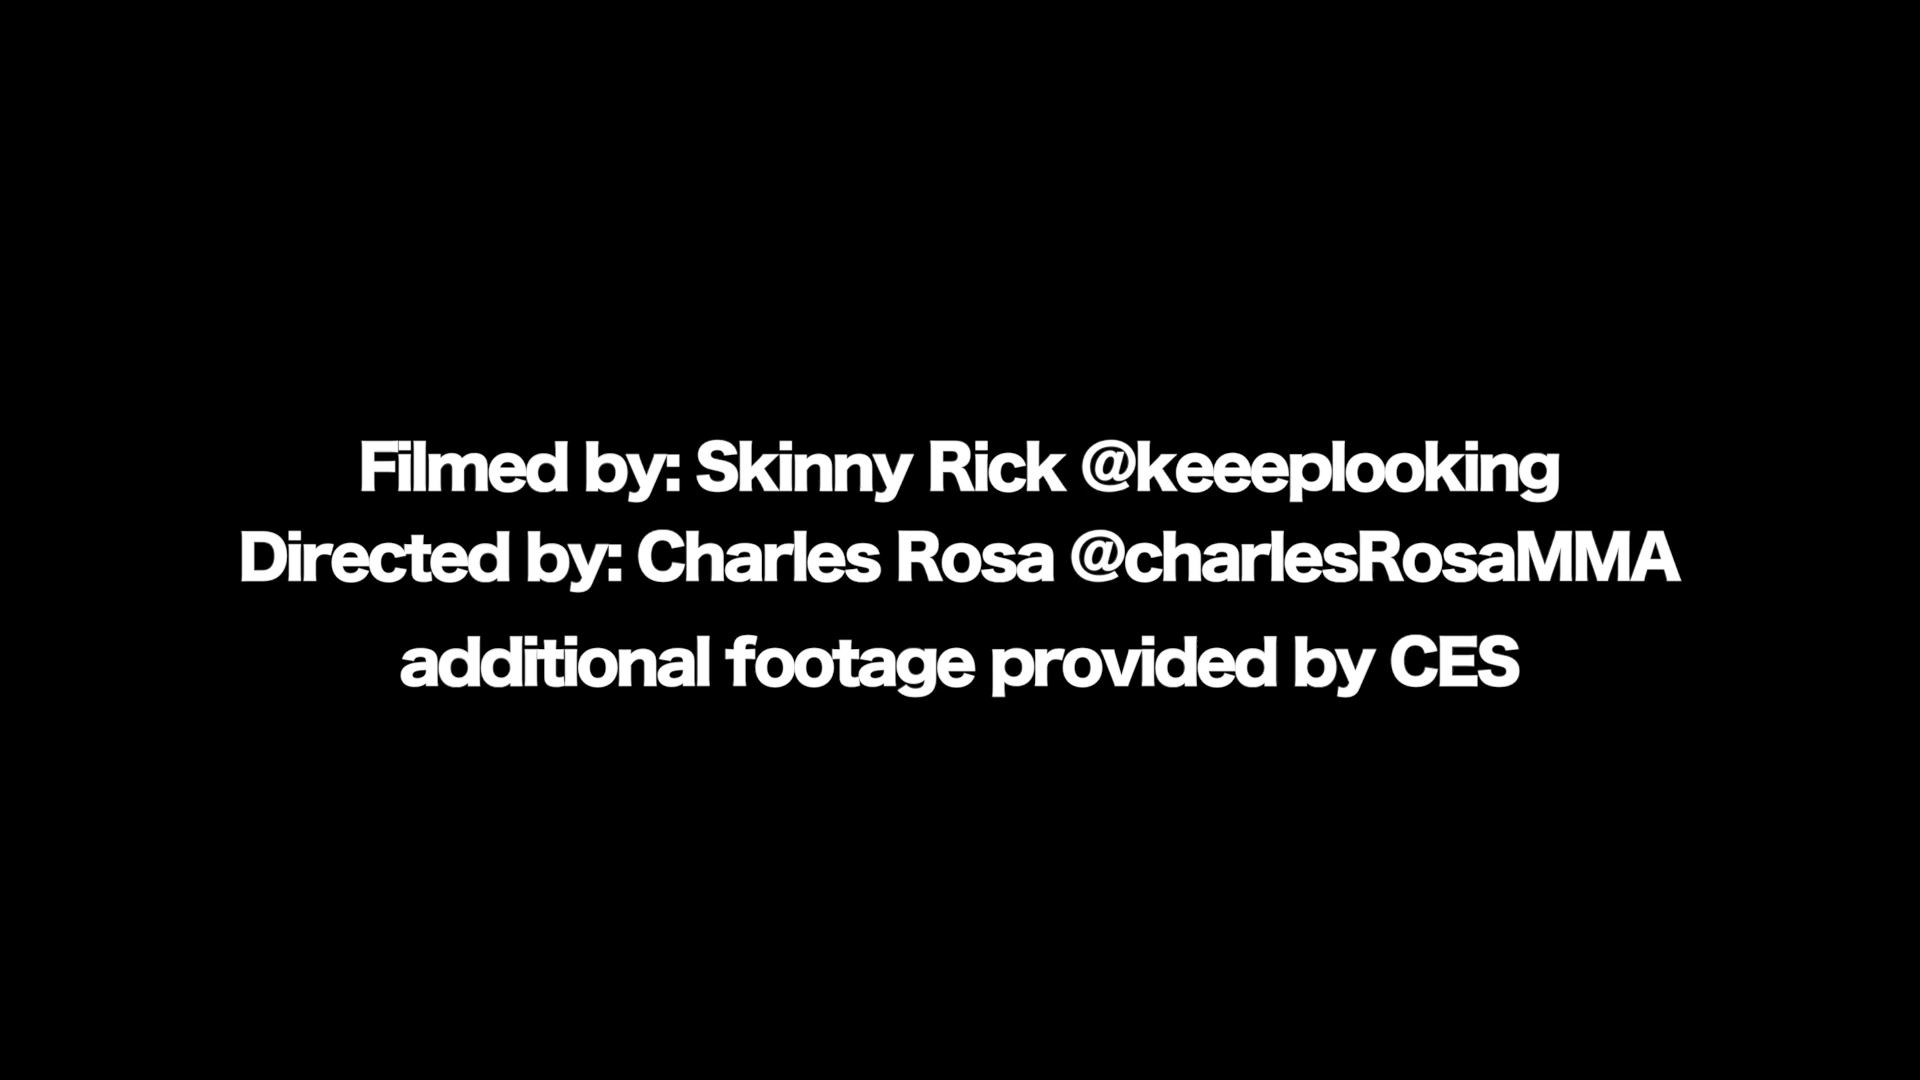 Filmed by: Skinny Rick @keeeplooking
Directed by: Charles Rosa @charlesRosaMMA
additional footage provided by CES